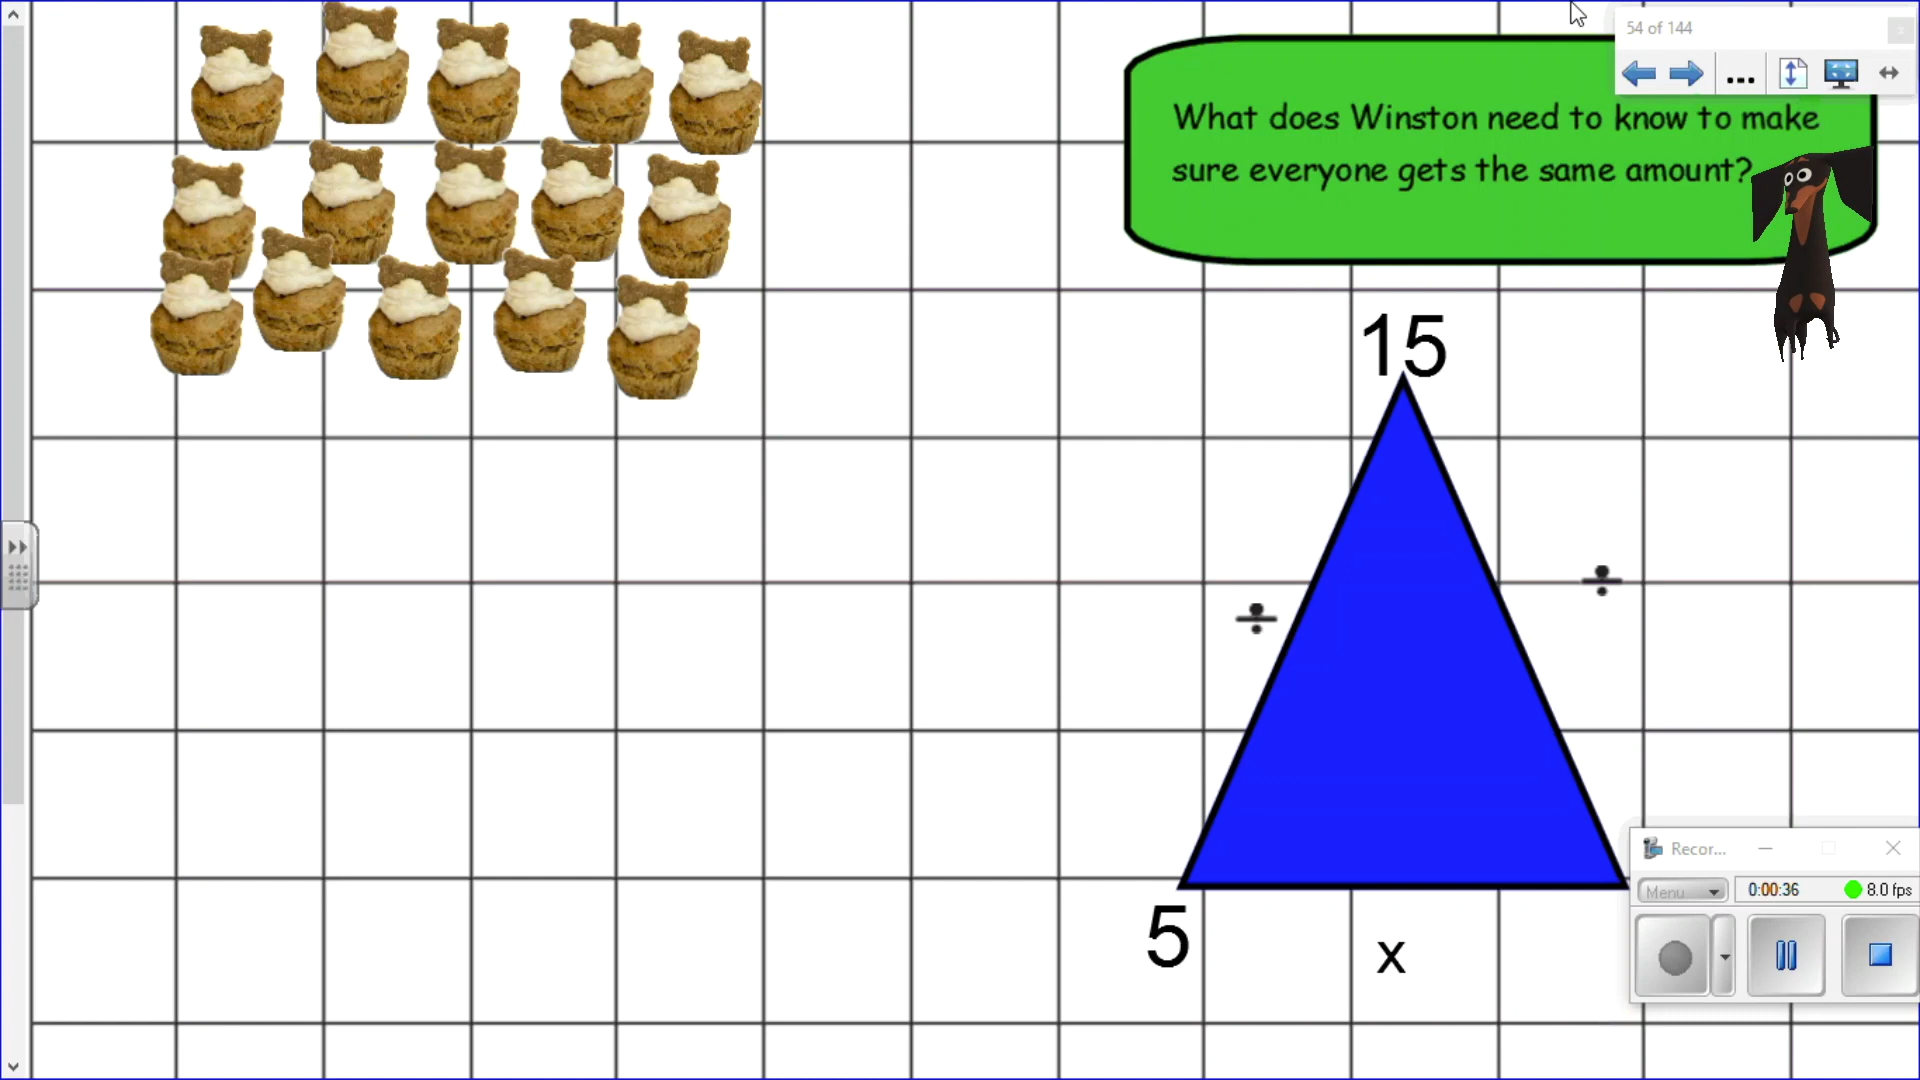 54 of 144
...
What does Winston need to know to make
sure everyone gets the same amount?
15
÷
÷
5
x
Recor...
Menu
0:00:36
8.0 fps